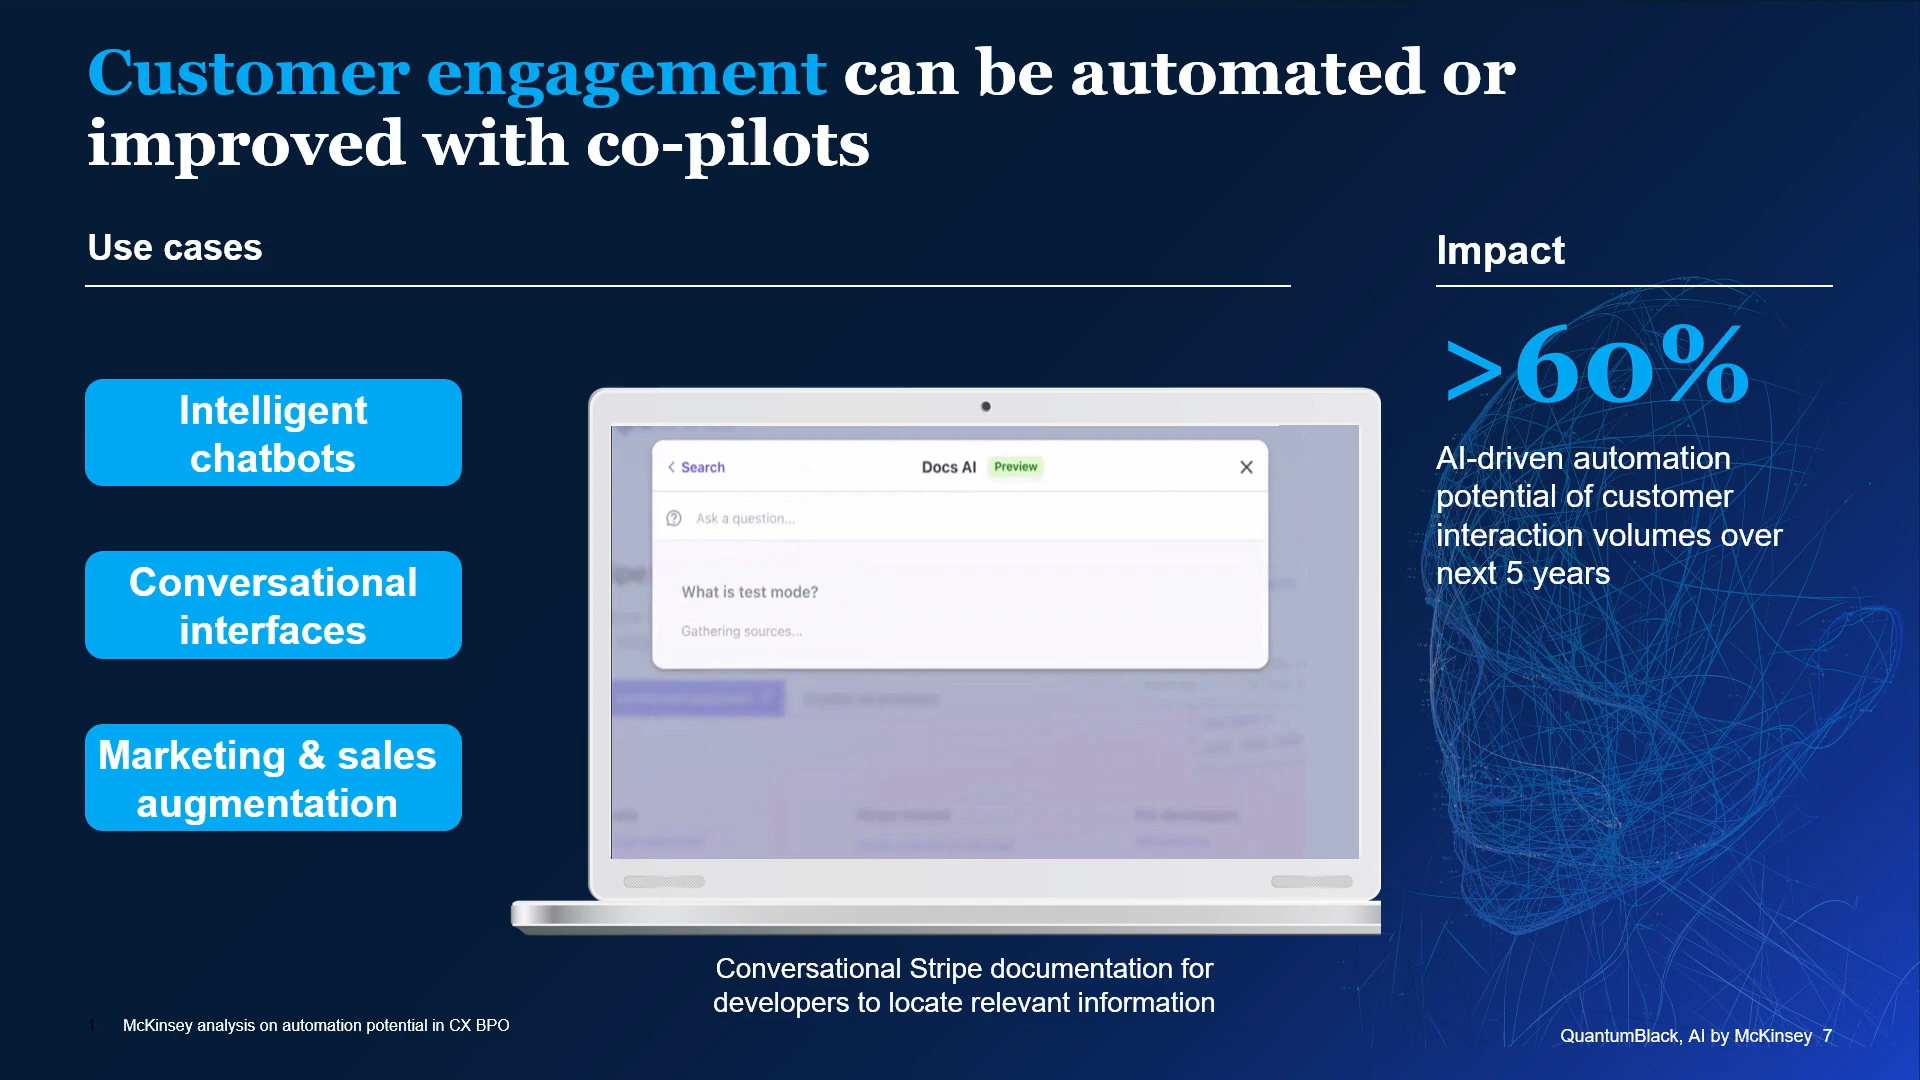 Customer engagement can be automated or
improved with co-pilots
Use cases
Intelligent
chatbots
Conversational
interfaces
Marketing & sales
augmentation
Search
Docs AI
Preview
Ask a question...
What is test mode?
Gathering sources...
Conversational Stripe documentation for
developers to locate relevant information
Impact
>60%
AI-driven automation
potential of customer
interaction volumes over
next 5 years
1 McKinsey analysis on automation potential in CX BPO
QuantumBlack, AI by McKinsey 7